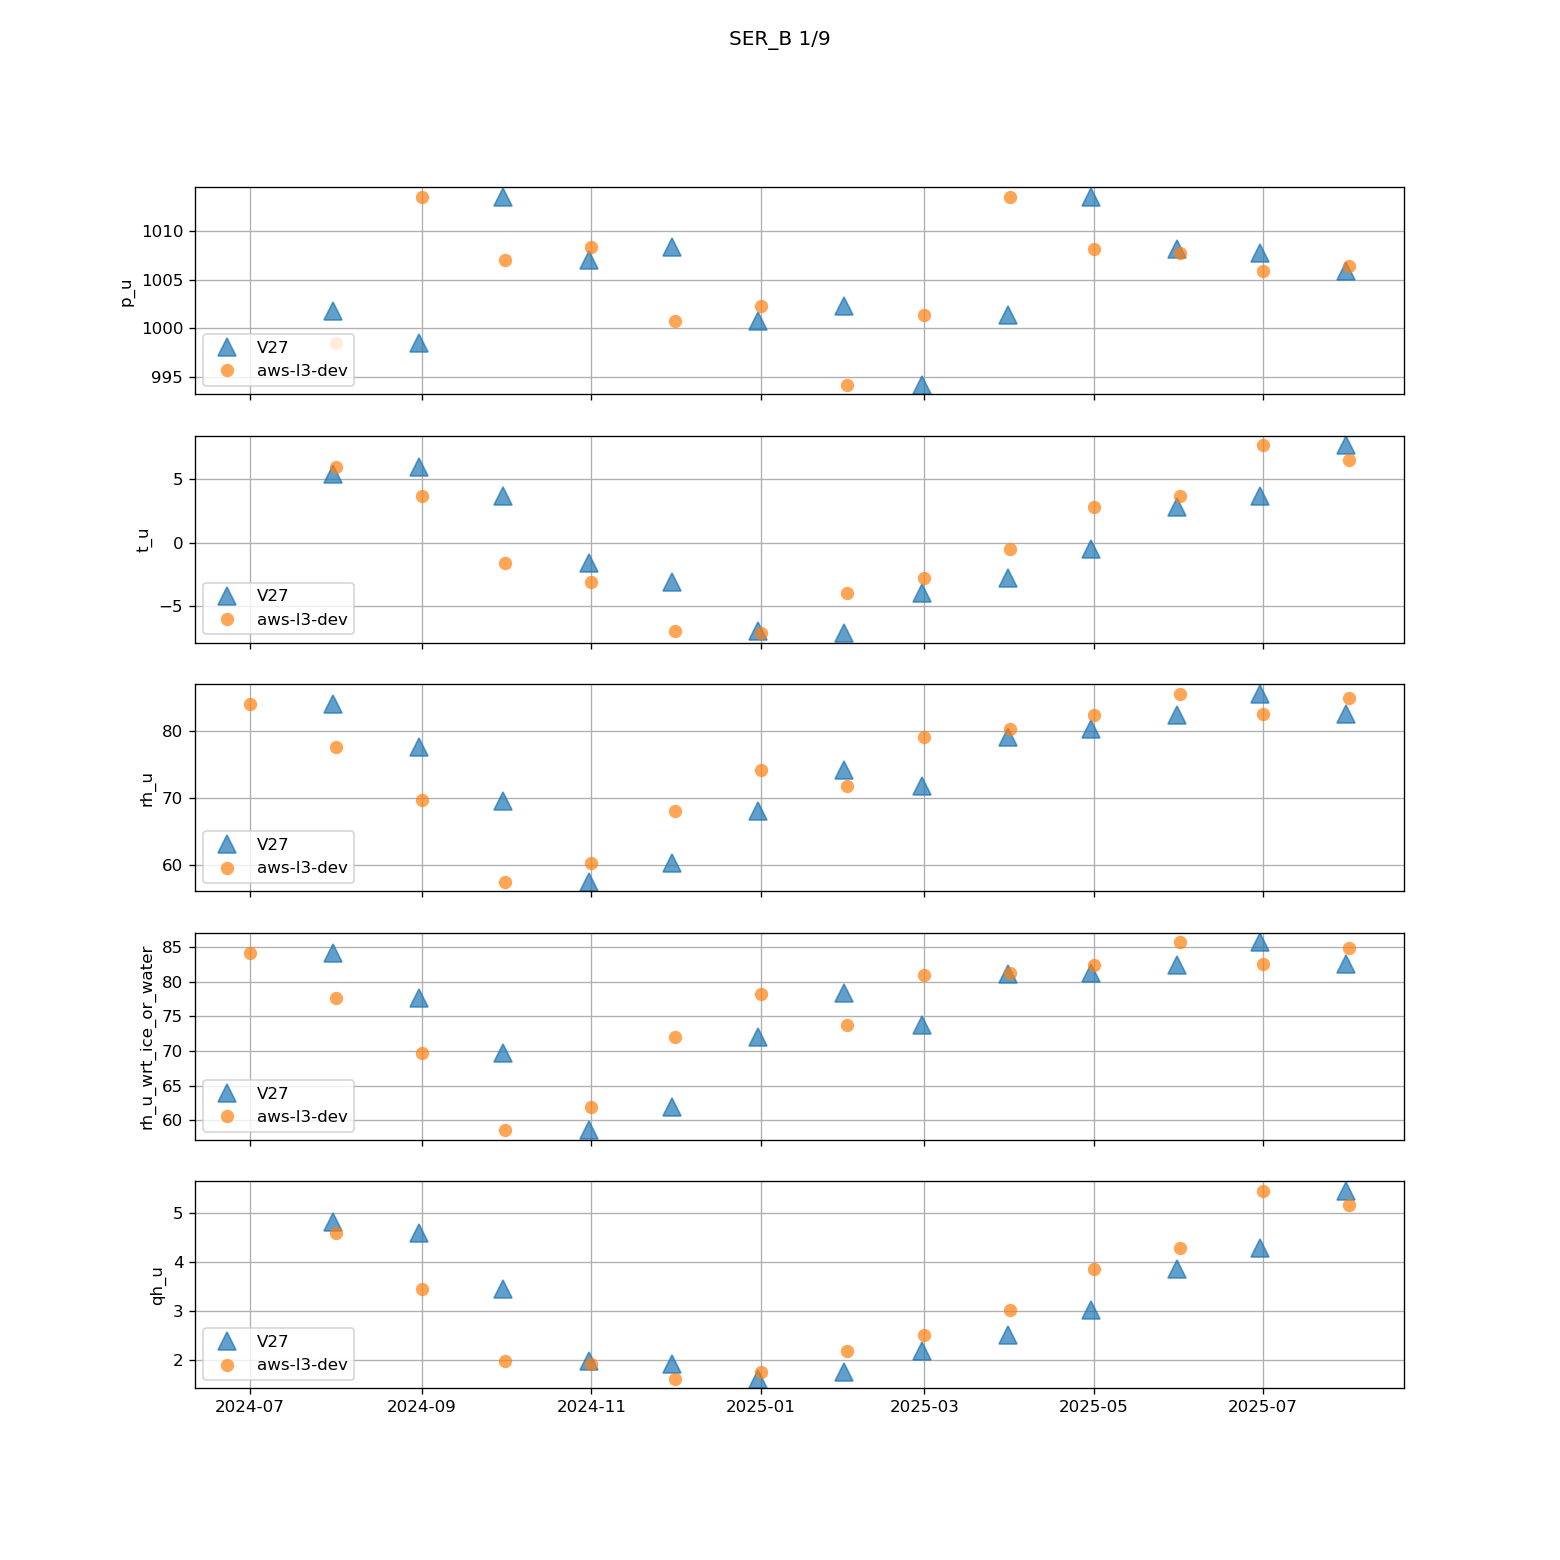 SER_B 1/9
p_u
1010
1005
1000
995
V27
aws-l3-dev
t_u
5
0
−5
V27
aws-l3-dev
rh_u
80
70
60
V27
aws-l3-dev
rh_u_wrt_ice_or_water
85
80
75
70
65
60
V27
aws-l3-dev
qh_u
5
4
3
2
V27
aws-l3-dev
2024-07 2024-09 2024-11 2025-01 2025-03 2025-05 2025-07